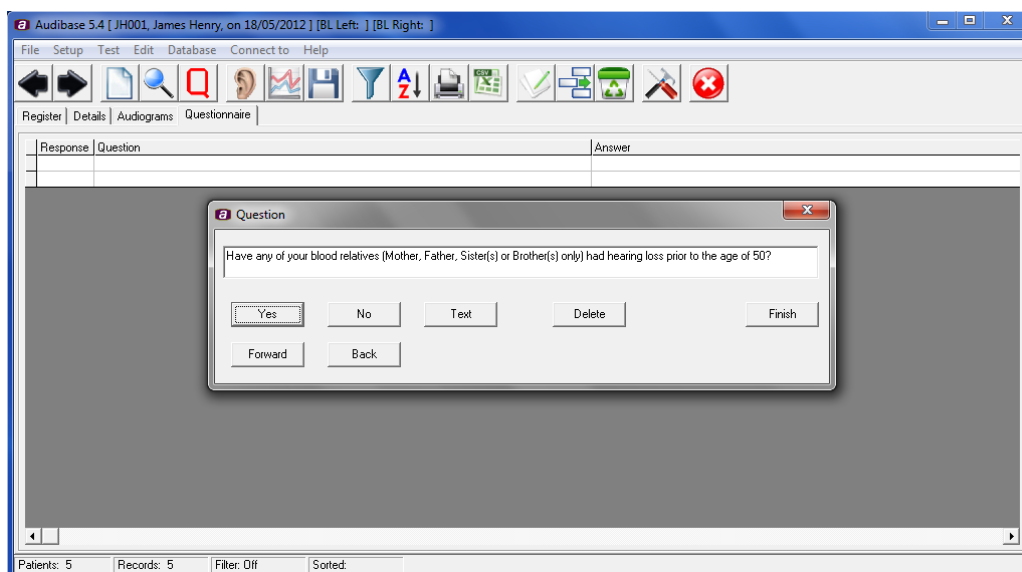 Audibase 5.4 [ JH001, James Henry, on 18/05/2012 ] [BL Left: ] [BL Right: ]
File Setup Test Edit Database Connect to Help
Q A Z CSV
Register Details Audiograms Questionnaire
Response Question Answer
a Question X
Have any of your blood relatives (Mother, Father, Sister(s) or Brother(s) only) had hearing loss prior to the age of 50?
Yes No Text Delete Finish
Forward Back
Patients: 5 Records: 5 Filter: Off Sorted: